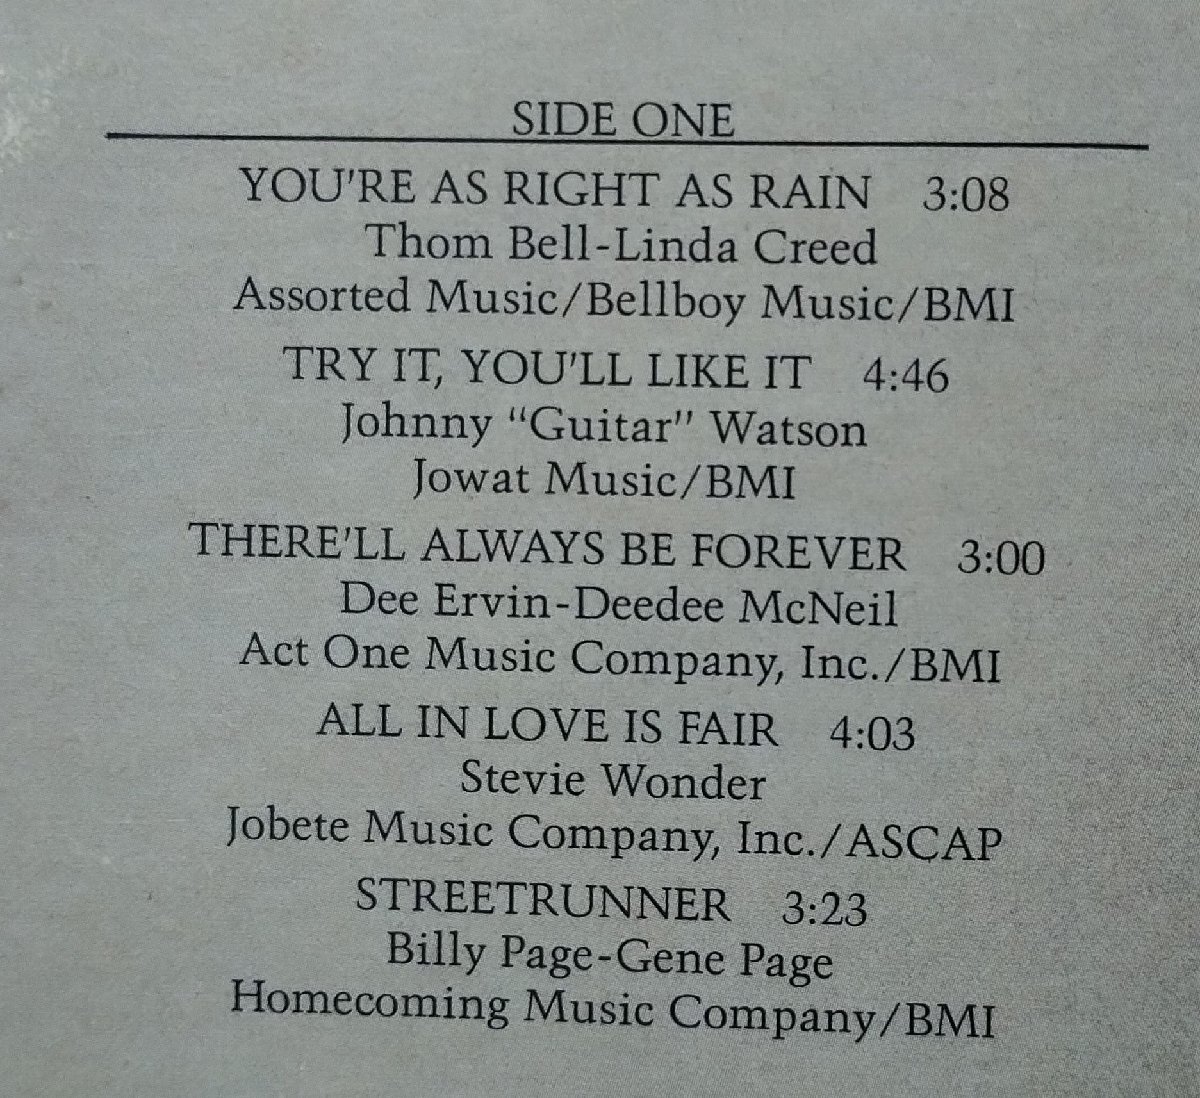 SIDE ONE
YOU'RE AS RIGHT AS RAIN 3:08
Thom Bell-Linda Creed
Assorted Music/Bellboy Music/BMI
TRY IT, YOU'LL LIKE IT 4:46
Johnny "Guitar" Watson
Jowat Music/BMI
THERE'LL ALWAYS BE FOREVER 3:00
Dee Ervin-Deedee McNeil
Act One Music Company, Inc./BMI
ALL IN LOVE IS FAIR 4:03
Stevie Wonder
Jobete Music Company, Inc./ASCAP
STREETRUNNER 3:23
Billy Page-Gene Page
Homecoming Music Company/BMI